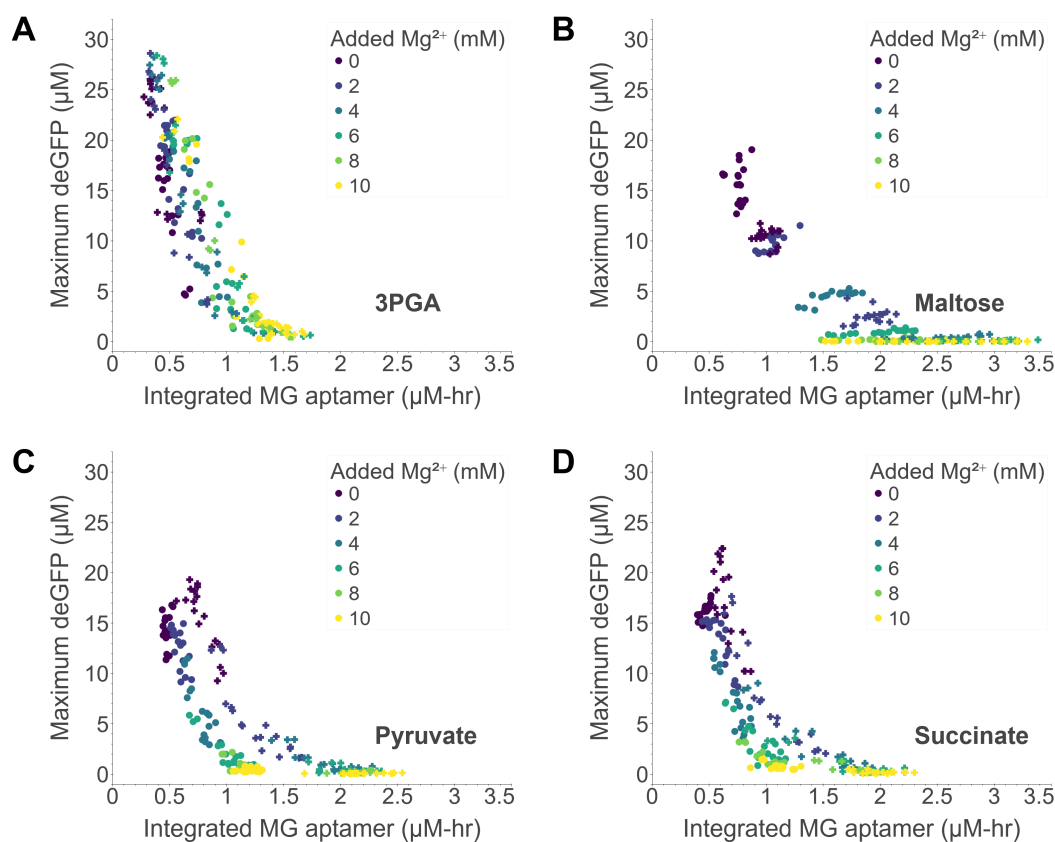 A
Maximum deGFP (µM)
30
25
20
15
10
5
0
Added Mg²⁺ (mM)
0
2
4
6
8
10
3PGA
0 0.5 1 1.5 2 2.5 3 3.5
Integrated MG aptamer (µM-hr)
B
Maximum deGFP (µM)
30
25
20
15
10
5
0
Added Mg²⁺ (mM)
0
2
4
6
8
10
Maltose
0 0.5 1 1.5 2 2.5 3 3.5
Integrated MG aptamer (µM-hr)
C
Maximum deGFP (µM)
30
25
20
15
10
5
0
Added Mg²⁺ (mM)
0
2
4
6
8
10
Pyruvate
0 0.5 1 1.5 2 2.5 3 3.5
Integrated MG aptamer (µM-hr)
D
Maximum deGFP (µM)
30
25
20
15
10
5
0
Added Mg²⁺ (mM)
0
2
4
6
8
10
Succinate
0 0.5 1 1.5 2 2.5 3 3.5
Integrated MG aptamer (µM-hr)